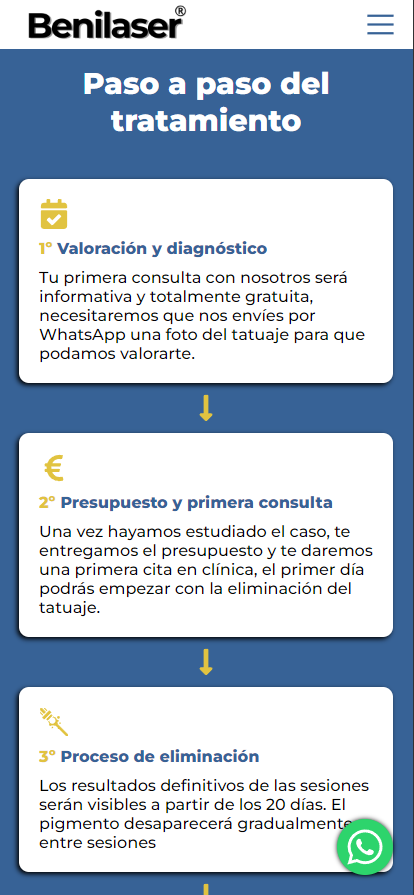 Benilaser®
Paso a paso del
tratamiento
1º Valoración y diagnóstico
Tu primera consulta con nosotros será
informativa y totalmente gratuita,
necesitaremos que nos envíes por
WhatsApp una foto del tatuaje para que
podamos valorarte.
2º Presupuesto y primera consulta
Una vez hayamos estudiado el caso, te
entregamos el presupuesto y te daremos
una primera cita en clínica, el primer día
podrás empezar con la eliminación del
tatuaje.
3º Proceso de eliminación
Los resultados definitivos de las sesiones
serán visibles a partir de los 20 días. El
pigmento desaparecerá gradualmente
entre sesiones